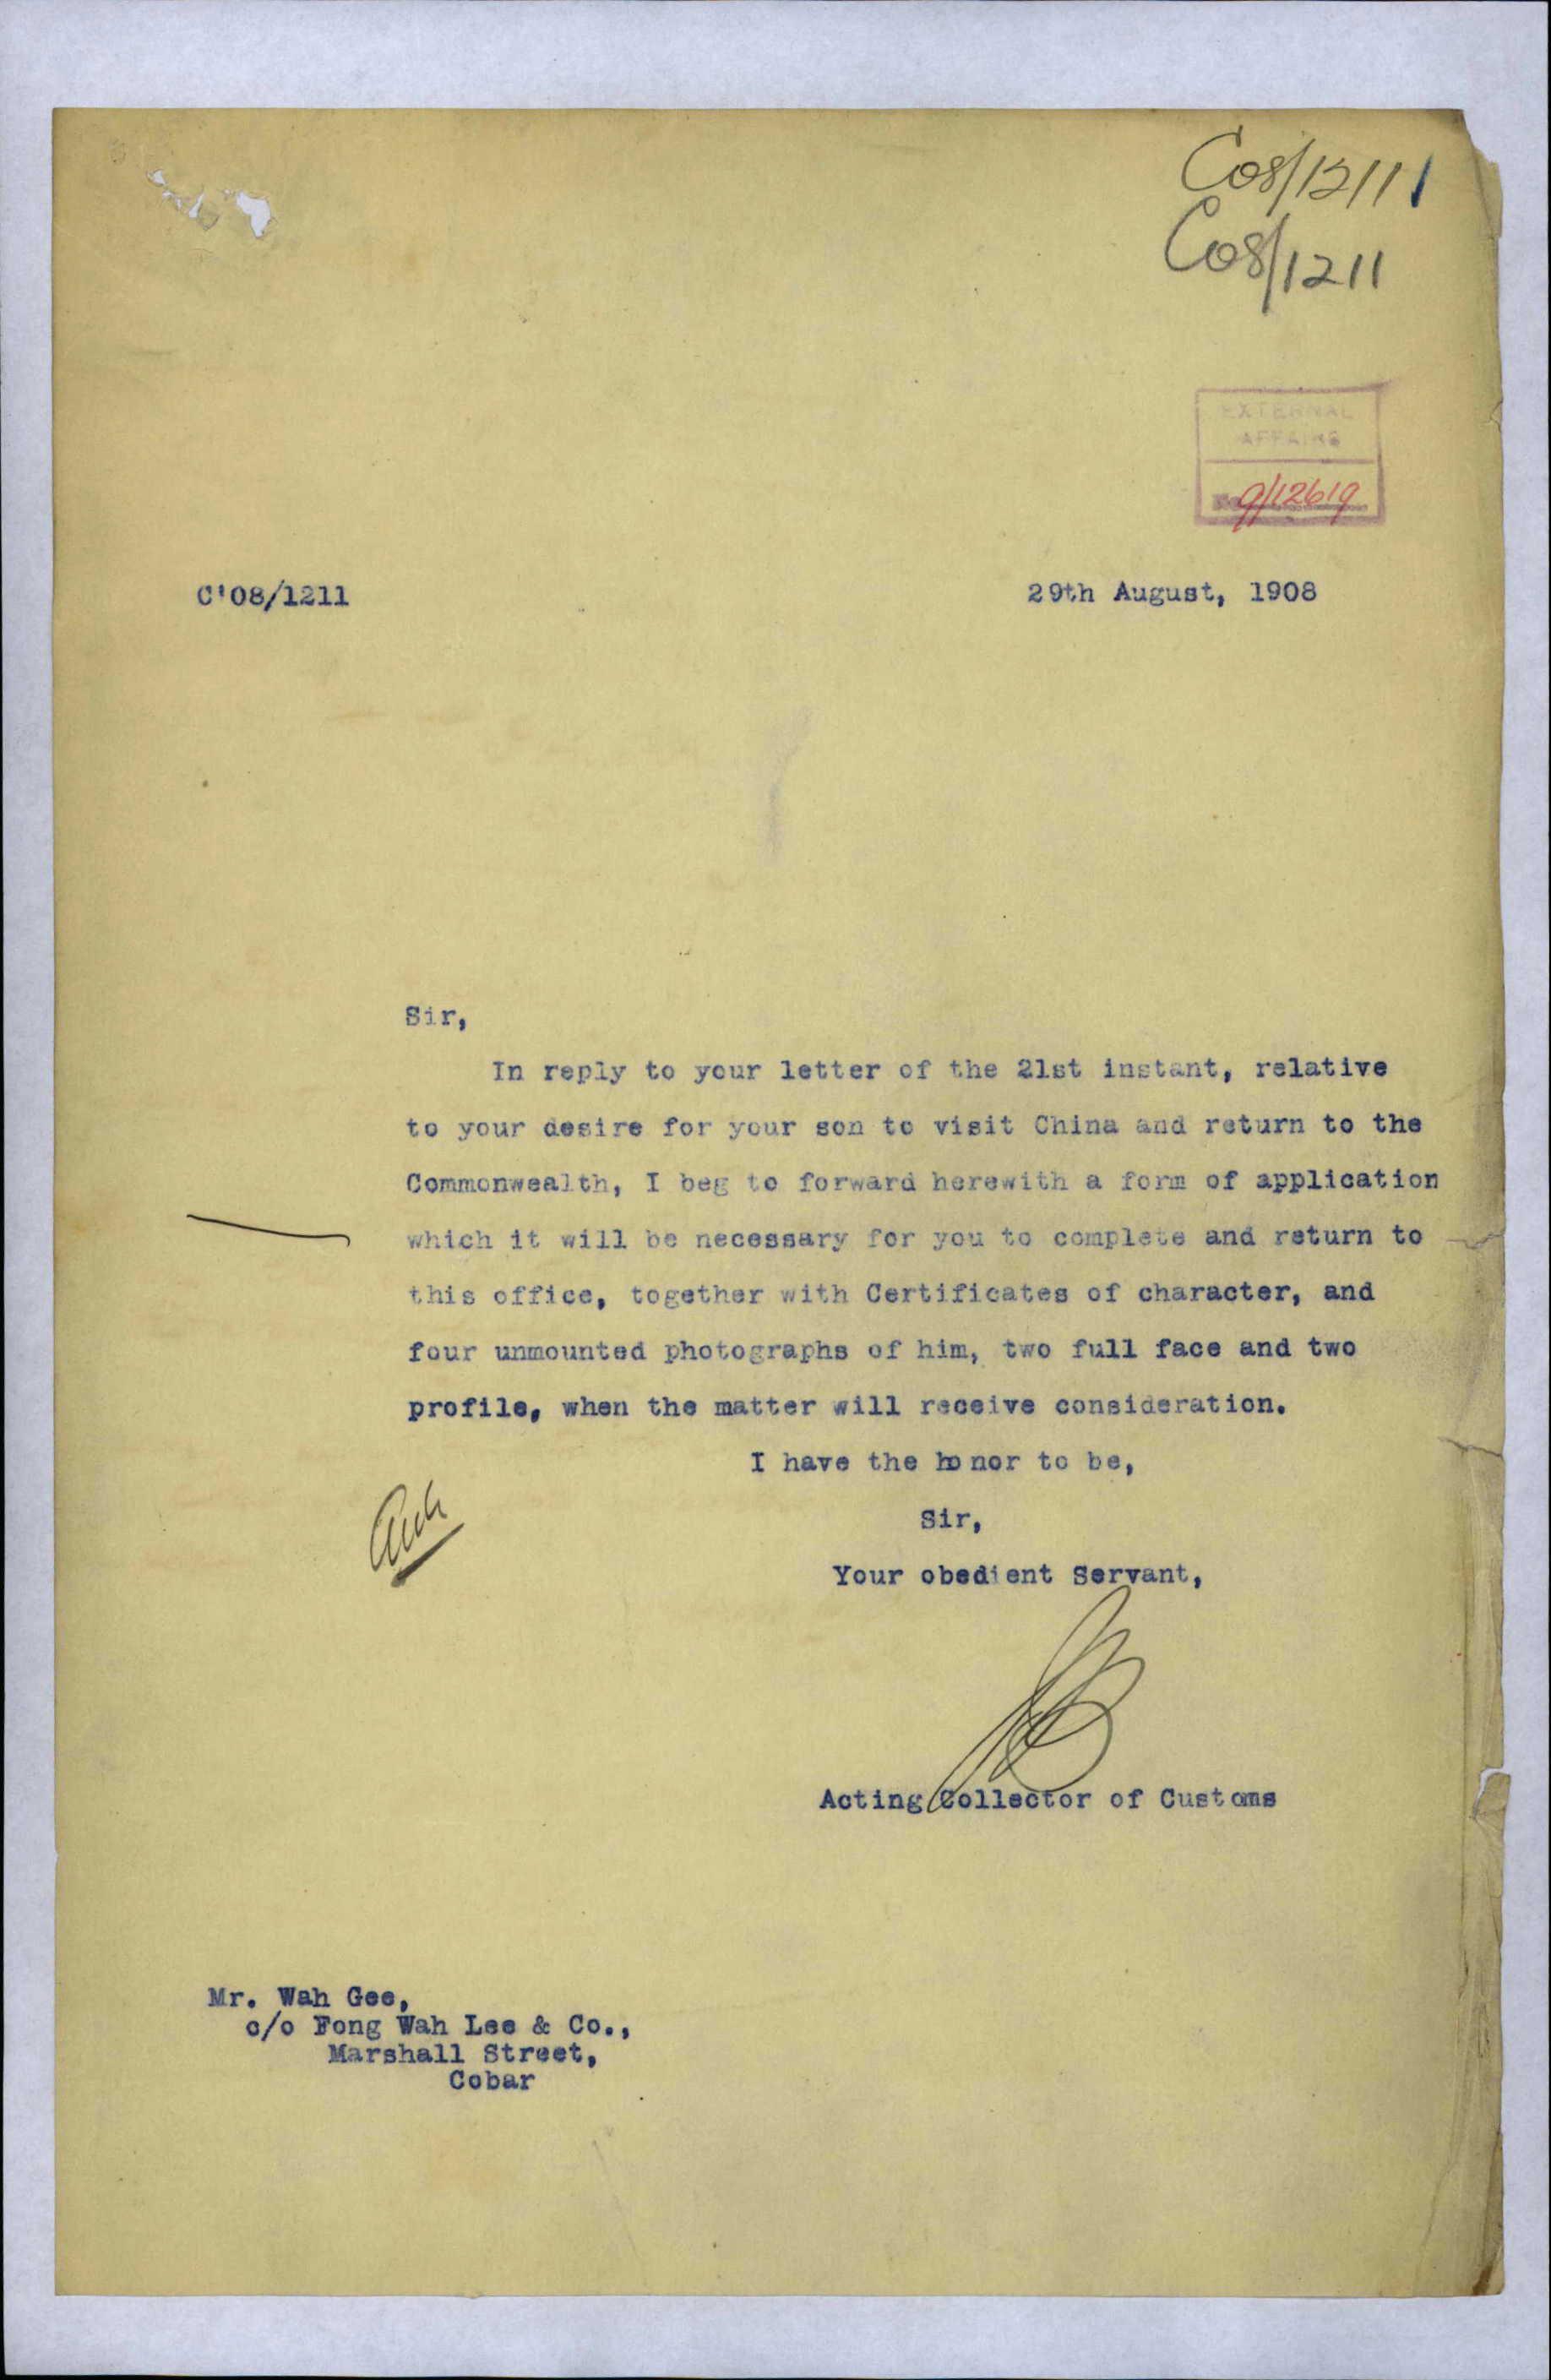 C08/12111
C08/1211
EXTERNAL
AFFAIRS
9/12619
C'08/1211
29th August, 1908
Sir,
In reply to your letter of the 21st instant, relative
to your desire for your son to visit China and return to the
Commonwealth, I beg to forward herewith a form of application
which it will be necessary for you to complete and return to
this office, together with Certificates of character, and
four unmounted photographs of him, two full face and two
profile, when the matter will receive consideration.
I have the honor to be,
Sir,
Your obedient Servant,
Acting Collector of Customs
Mr. Wah Gee,
c/o Fong Wah Lee & Co.,
Marshall Street,
Cobar